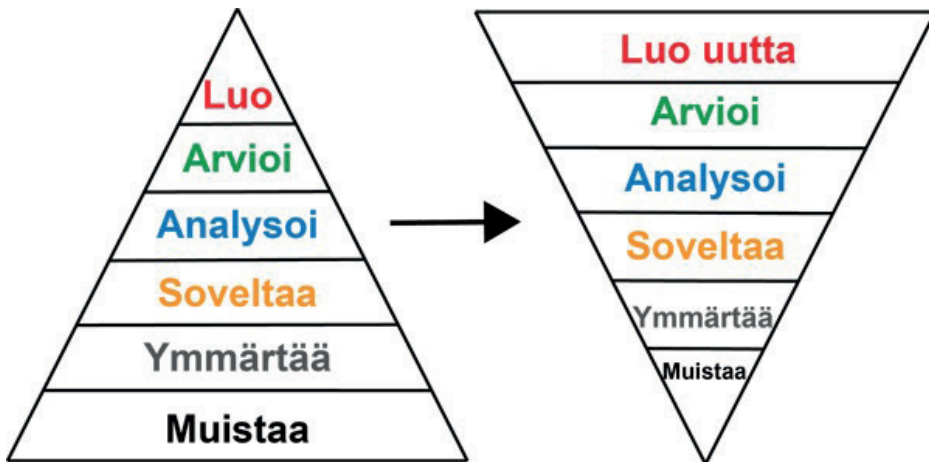 Luo
Arvioi
Analysoi
Soveltaa
Ymmärtää
Muistaa
Luo uutta
Arvioi
Analysoi
Soveltaa
Ymmärtää
Muistaa